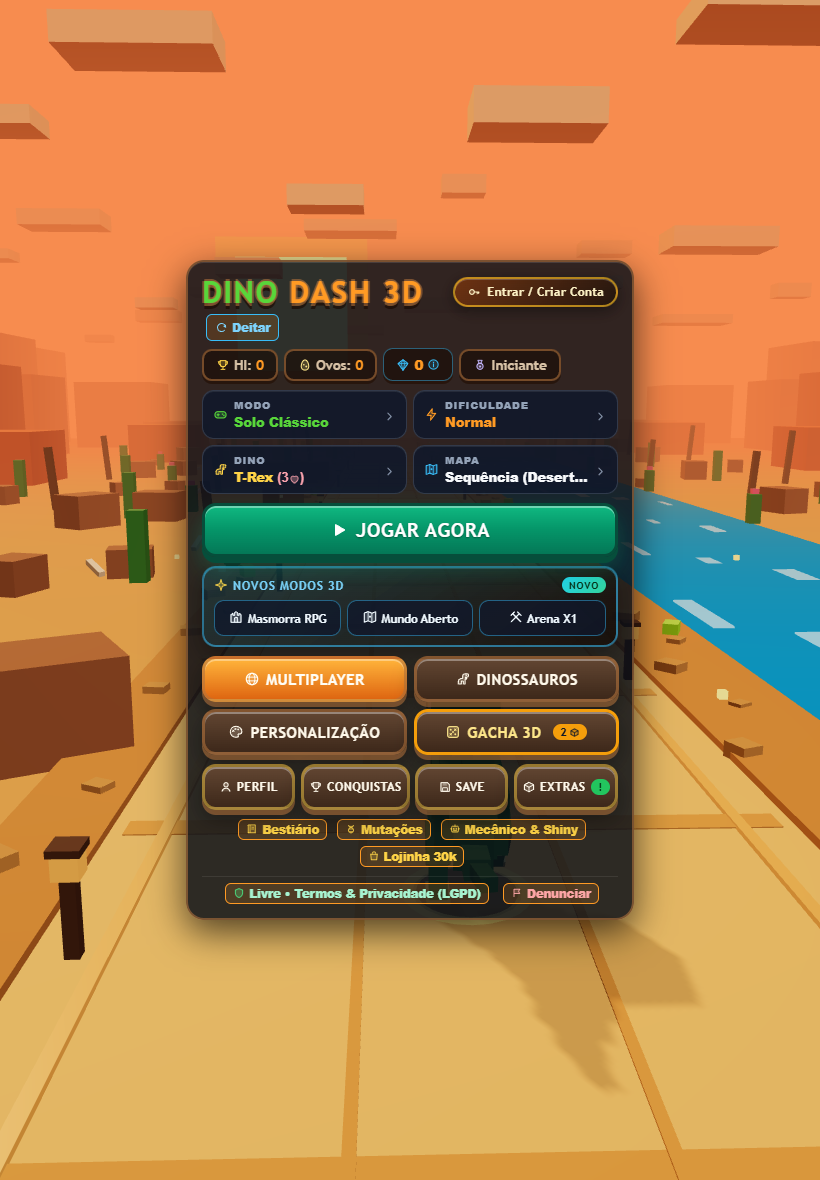 DINO DASH 3D
Entrar / Criar Conta
Deitar
HI: 0
Ovos: 0
0
Iniciante
MODO
Solo Clássico
DIFICULDADE
Normal
DINO
T-Rex (3)
MAPA
Sequência (Desert...
JOGAR AGORA
NOVOS MODOS 3D
NOVO
Masmorra RPG
Mundo Aberto
Arena X1
MULTIPLAYER
DINOSSAUROS
PERSONALIZAÇÃO
GACHA 3D 2
PERFIL
CONQUISTAS
SAVE
EXTRAS !
Bestiário
Mutações
Mecânico & Shiny
Lojinha 30k
Livre • Termos & Privacidade (LGPD)
Denunciar